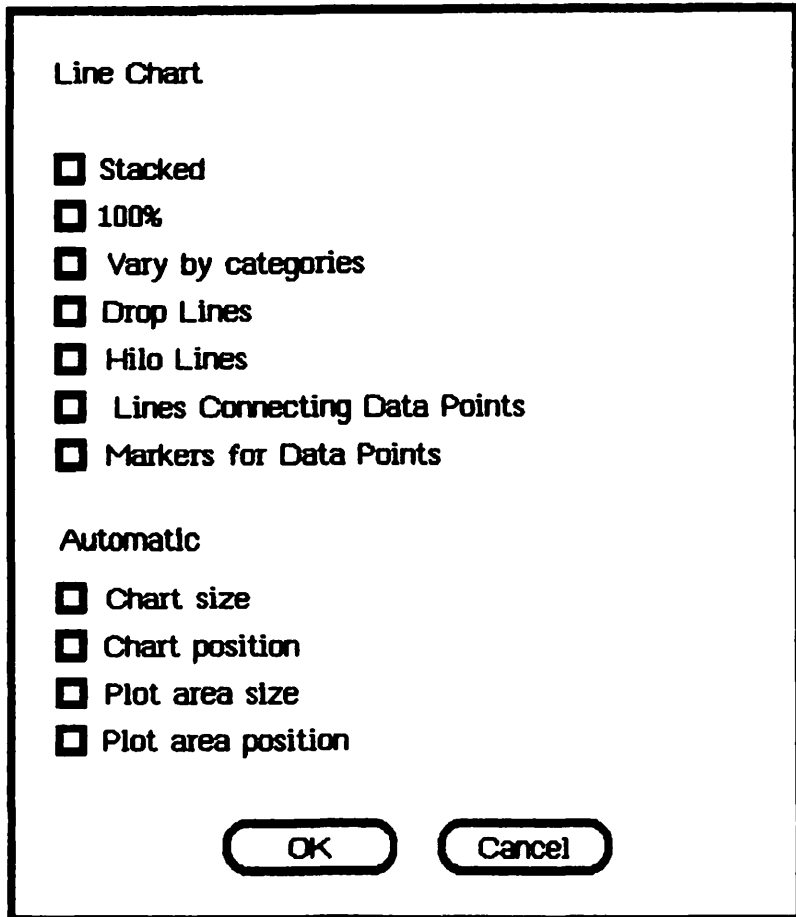 Line Chart
Stacked
100%
Vary by categories
Drop Lines
Hilo Lines
Lines Connecting Data Points
Markers for Data Points
Automatic
Chart size
Chart position
Plot area size
Plot area position
OK Cancel